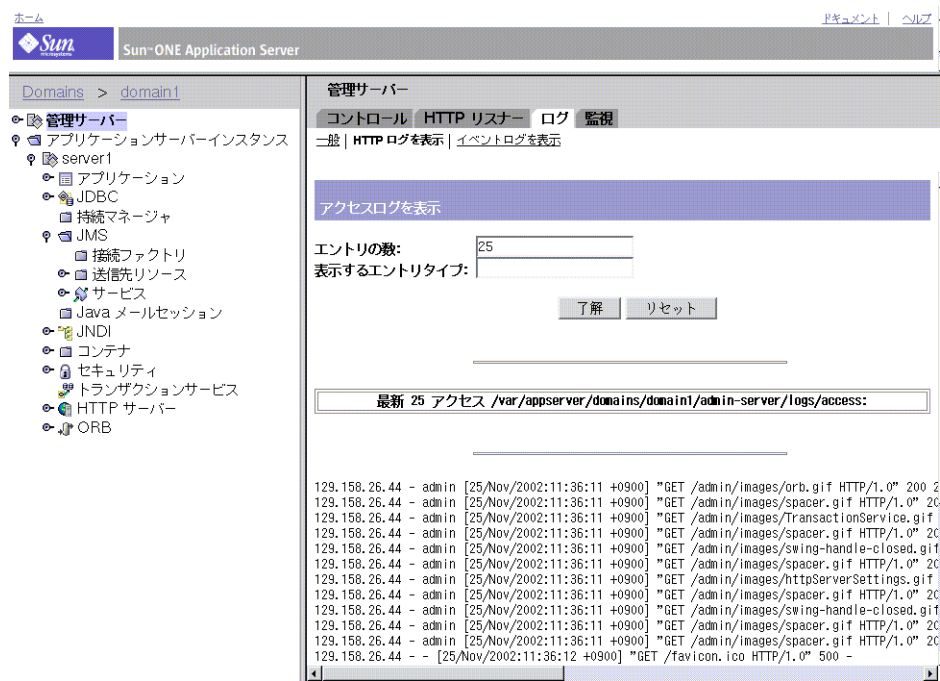 ホーム
ドキュメント | ヘルプ
Sun
microsystems
Sun™ ONE Application Server
Domains > domain1
管理サーバー
アプリケーションサーバーインスタンス
server1
アプリケーション
JDBC
持続マネージャ
JMS
接続ファクトリ
送信先リソース
サービス
Java メールセッション
JNDI
コンテナ
セキュリティ
トランザクションサービス
HTTP サーバー
ORB
管理サーバー
コントロール HTTP リスナー ログ 監視
一般 | HTTP ログを表示 | イベントログを表示
アクセスログを表示
エントリの数: 25
表示するエントリタイプ:
了解 リセット
最新 25 アクセス /var/appserver/domains/domain1/admin-server/logs/access:
129.158.26.44 - admin [25/Nov/2002:11:36:11 +0900] "GET /admin/images/orb.gif HTTP/1.0" 200 2
129.158.26.44 - admin [25/Nov/2002:11:36:11 +0900] "GET /admin/images/spacer.gif HTTP/1.0" 20
129.158.26.44 - admin [25/Nov/2002:11:36:11 +0900] "GET /admin/images/TransactionService.gif
129.158.26.44 - admin [25/Nov/2002:11:36:11 +0900] "GET /admin/images/spacer.gif HTTP/1.0" 20
129.158.26.44 - admin [25/Nov/2002:11:36:11 +0900] "GET /admin/images/swing-handle-closed.gif
129.158.26.44 - admin [25/Nov/2002:11:36:11 +0900] "GET /admin/images/spacer.gif HTTP/1.0" 20
129.158.26.44 - admin [25/Nov/2002:11:36:11 +0900] "GET /admin/images/httpServerSettings.gif
129.158.26.44 - admin [25/Nov/2002:11:36:11 +0900] "GET /admin/images/spacer.gif HTTP/1.0" 20
129.158.26.44 - admin [25/Nov/2002:11:36:11 +0900] "GET /admin/images/swing-handle-closed.gif
129.158.26.44 - admin [25/Nov/2002:11:36:11 +0900] "GET /admin/images/spacer.gif HTTP/1.0" 20
129.158.26.44 - admin [25/Nov/2002:11:36:11 +0900] "GET /admin/images/spacer.gif HTTP/1.0" 20
129.158.26.44 - - [25/Nov/2002:11:36:12 +0900] "GET /favicon.ico HTTP/1.0" 500 -